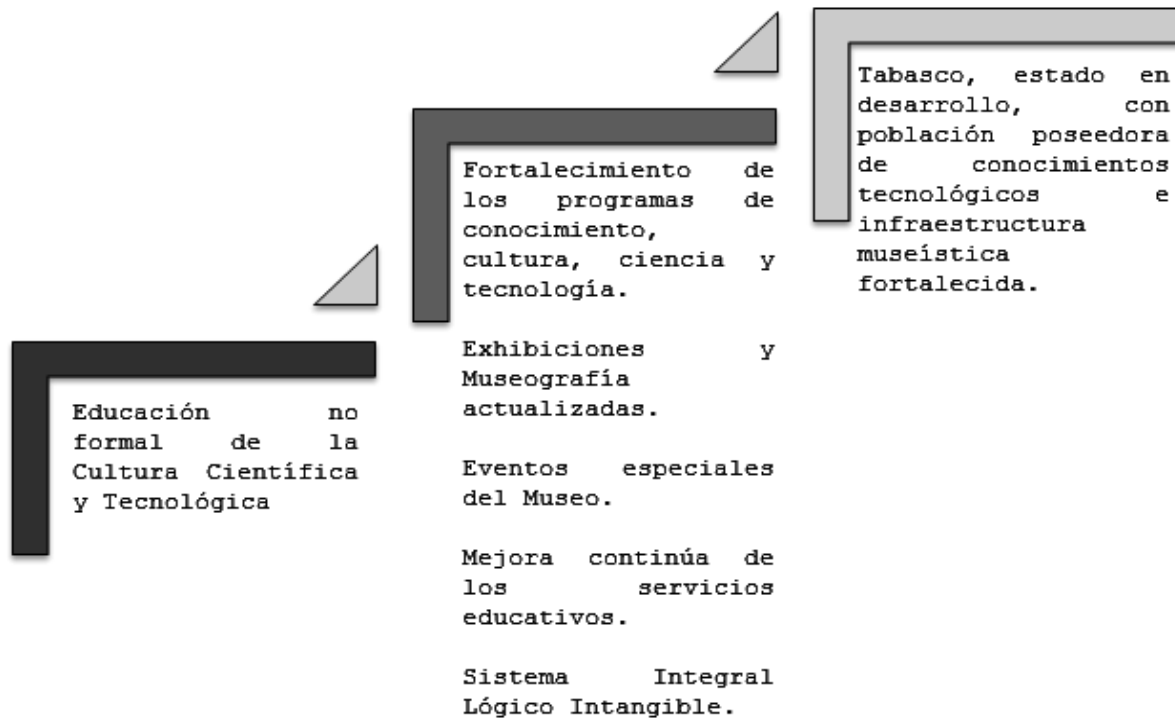 Educación no
formal de la
Cultura Científica
y Tecnológica
Fortalecimiento de
los programas de
conocimiento,
cultura, ciencia y
tecnología.
Exhibiciones y
Museografía
actualizadas.
Eventos especiales
del Museo.
Mejora continúa de
los servicios
educativos.
Sistema Integral
Lógico Intangible.
Tabasco, estado en
desarrollo, con
población poseedora
de conocimientos
tecnológicos e
infraestructura
museística
fortalecida.